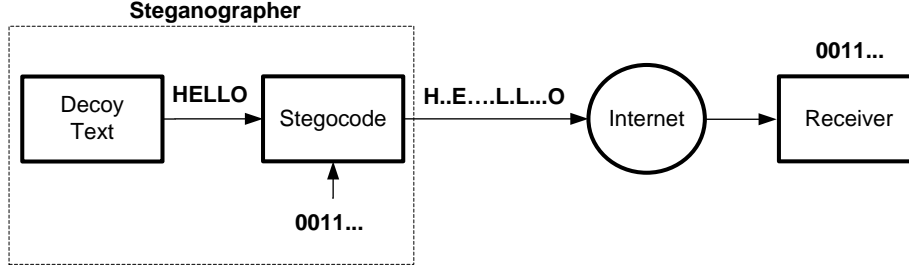 Steganographer
0011...
Decoy
Text
HELLO
Stegocode
H..E....L.L...O
Internet
Receiver
0011...